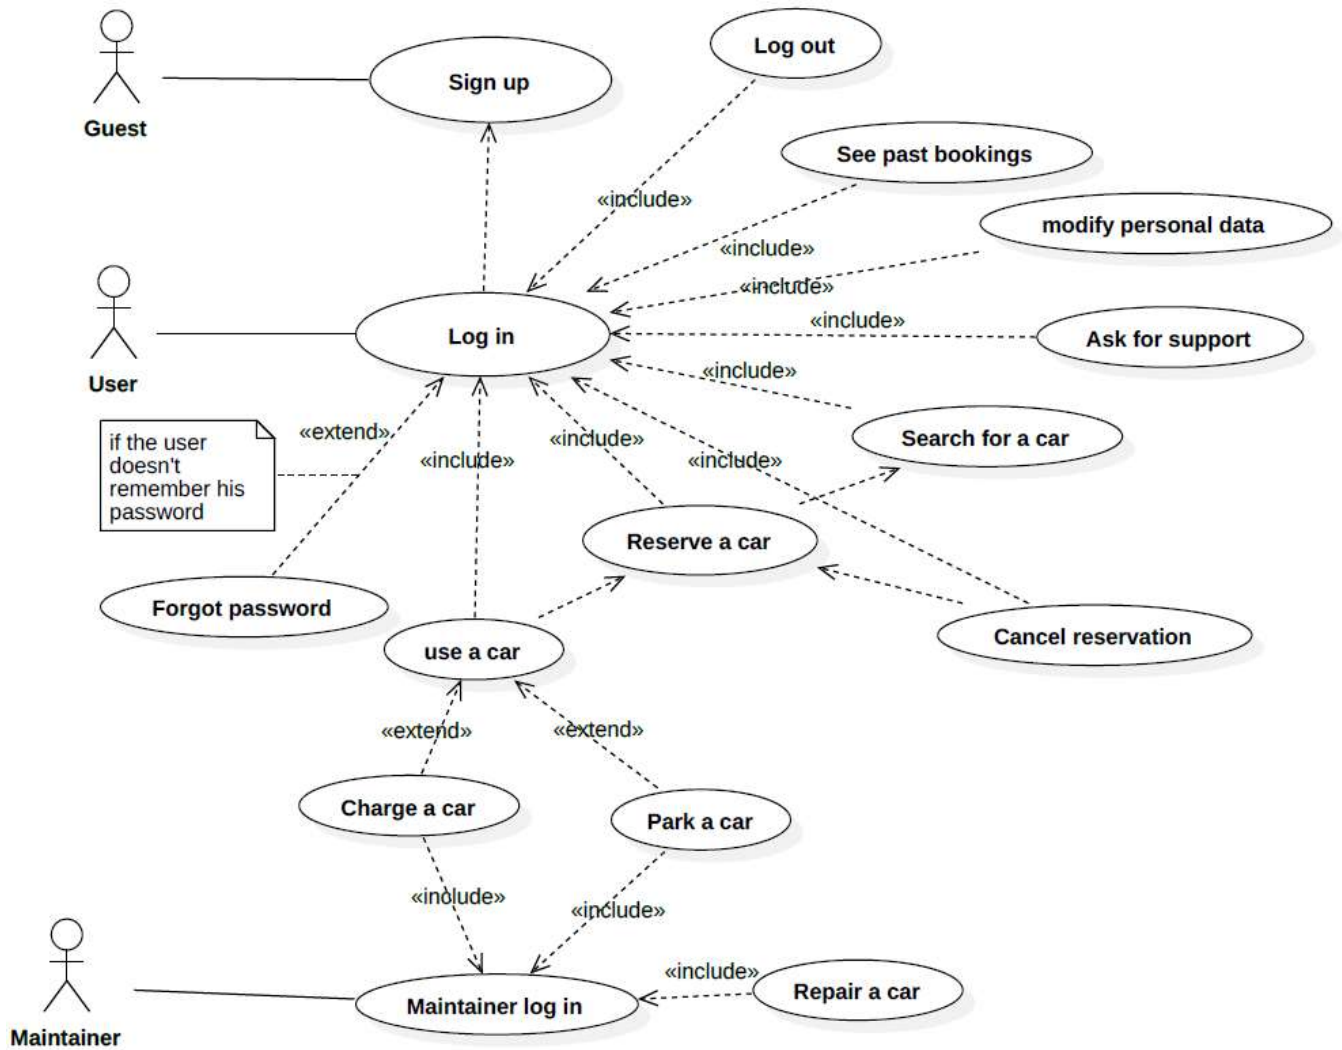 Log out
Sign up
Guest
See past bookings
«include»
modify personal data
«include»
«include»
«include»
Log in
Ask for support
User
«include»
«extend»
«include»
Search for a car
if the user
doesn't
remember his
password
«include»
«include»
Reserve a car
Forgot password
Cancel reservation
use a car
«extend»
«extend»
Charge a car
Park a car
«include»
«include»
«include»
Repair a car
Maintainer log in
Maintainer